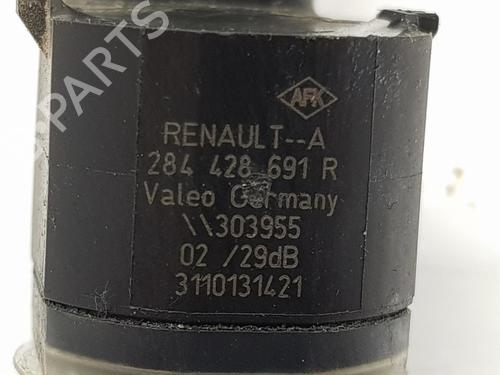 AFK
RENAULT--A
284 428 691 R
Valeo Germany
\\303955
02 /29dB
3110131421
B-PARTS